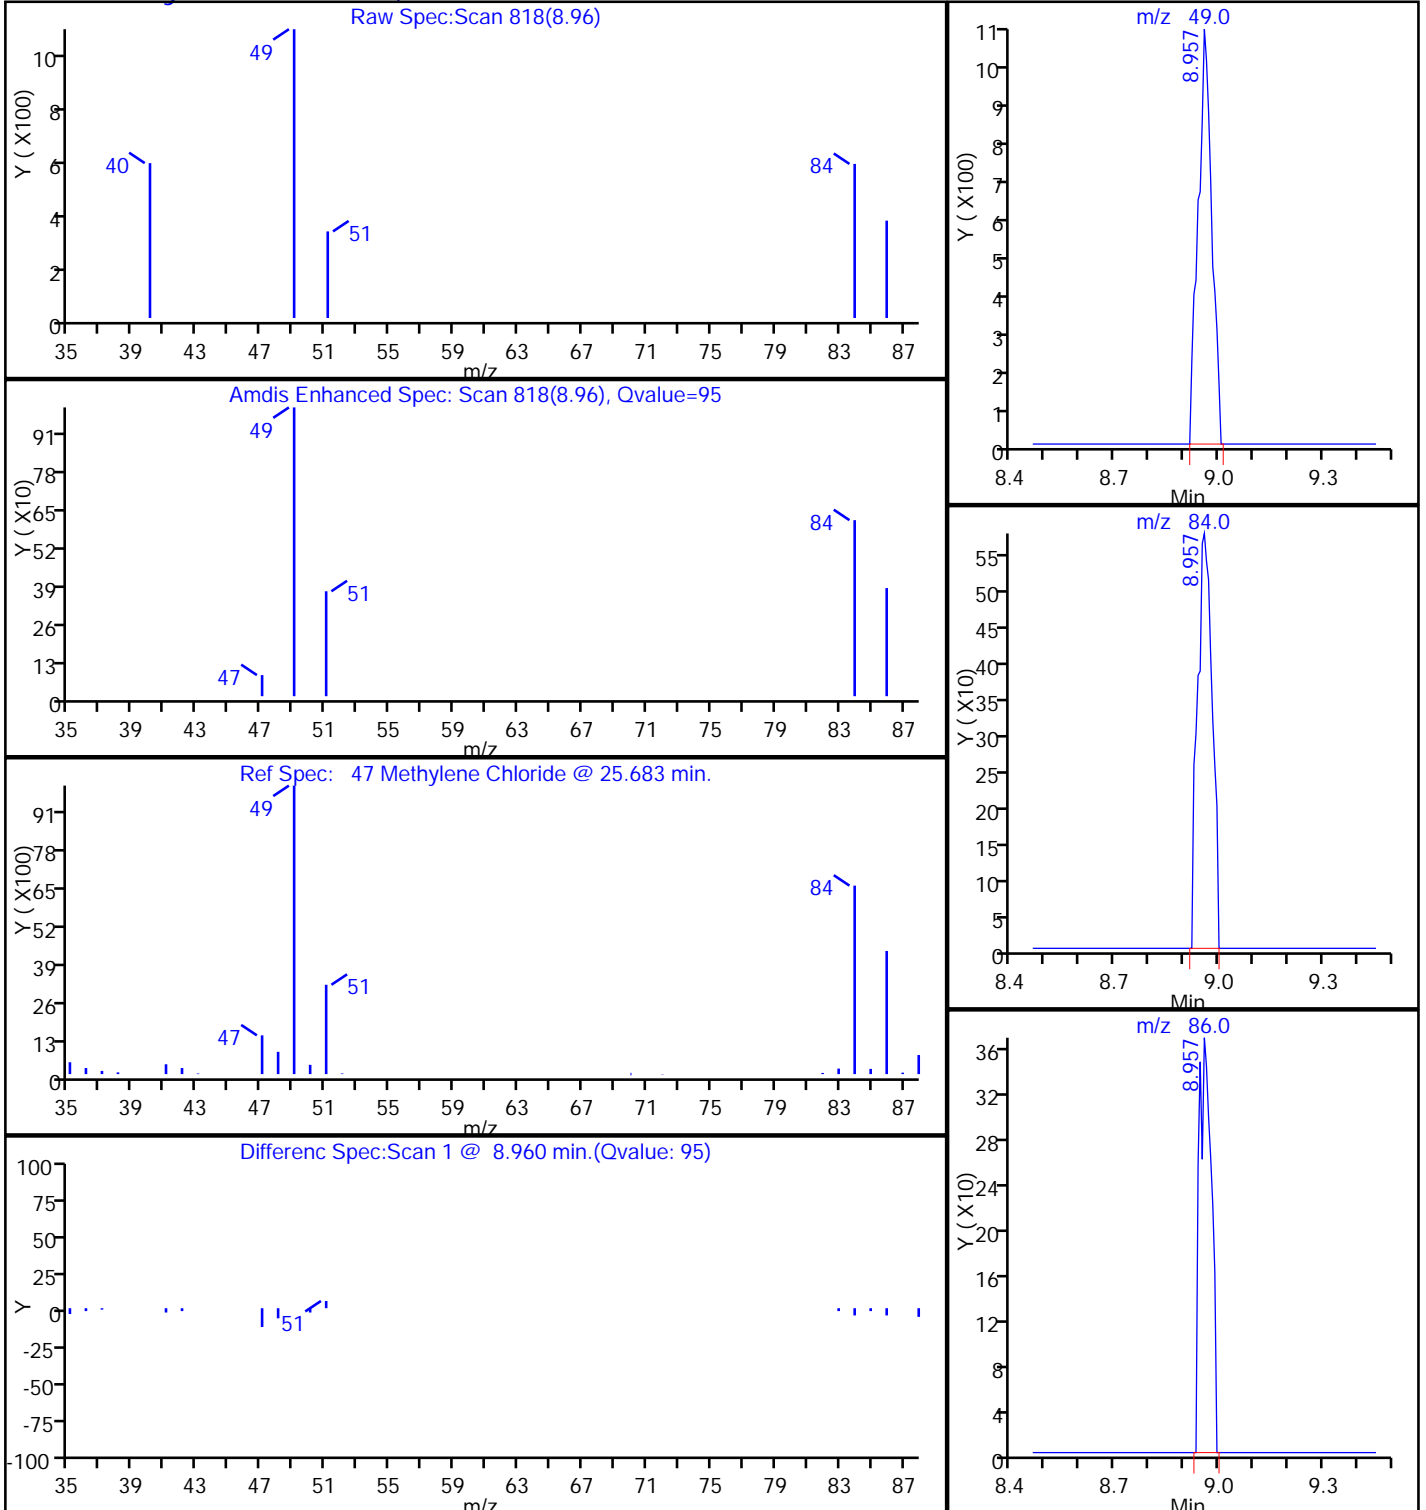 Raw Spec:Scan 818(8.96)
Y ( X100)
10
8
6
4
2
0
40
49
51
84
35 39 43 47 51 55 59 63 67 71 75 79 83 87
m/z
Amdis Enhanced Spec: Scan 818(8.96), Qvalue=95
Y ( X10)
91
78
65
52
39
26
13
0
47
49
51
84
35 39 43 47 51 55 59 63 67 71 75 79 83 87
m/z
Ref Spec: 47 Methylene Chloride @ 25.683 min.
Y ( X100)
91
78
65
52
39
26
13
0
47
49
51
84
35 39 43 47 51 55 59 63 67 71 75 79 83 87
m/z
Differenc Spec:Scan 1 @ 8.960 min.(Qvalue: 95)
Y
100
75
50
25
0
-25
-50
-75
-100
51
35 39 43 47 51 55 59 63 67 71 75 79 83 87
m/z
m/z 49.0
Y ( X100)
11
10
9
8
7
6
5
4
3
2
1
0
8.957
8.4 8.7 9.0 9.3
Min
m/z 84.0
Y ( X10)
55
50
45
40
35
30
25
20
15
10
5
0
8.957
8.4 8.7 9.0 9.3
Min
m/z 86.0
Y ( X10)
36
32
28
24
20
16
12
8
4
0
8.957
8.4 8.7 9.0 9.3
Min